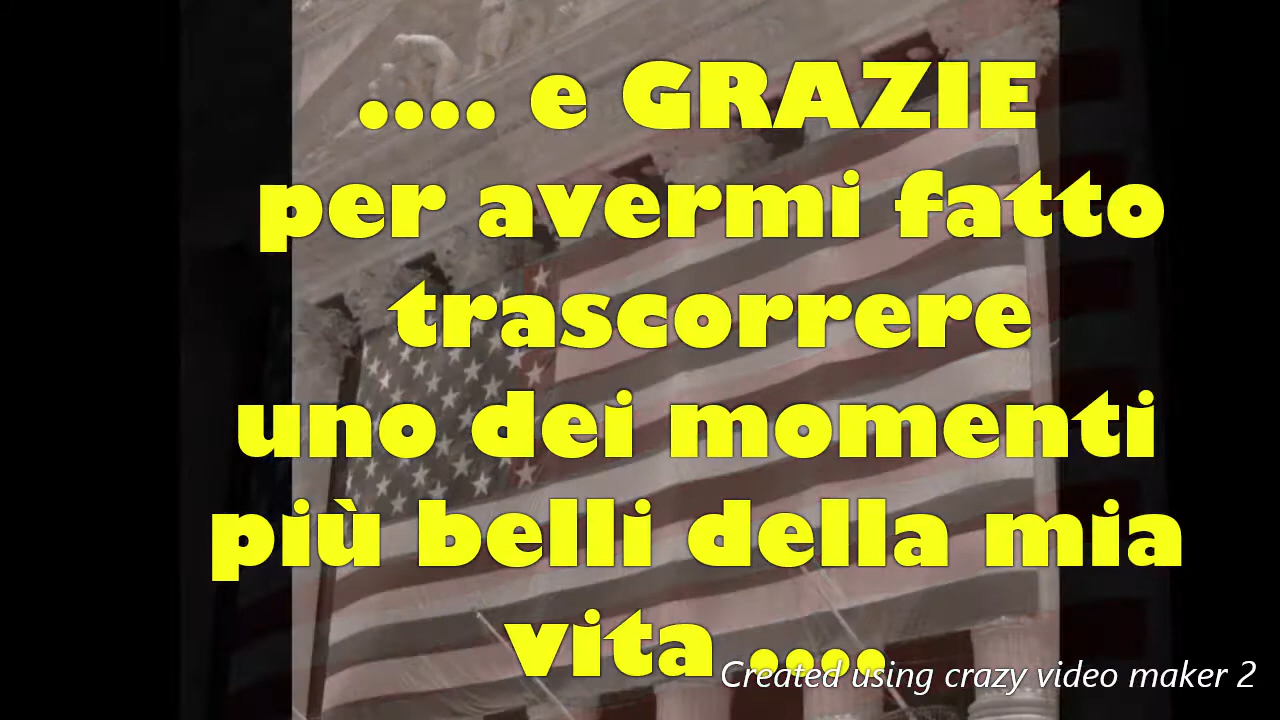 .... e GRAZIE
per avermi fatto
trascorrere
uno dei momenti
più belli della mia
vita ....
Created using crazy video maker 2